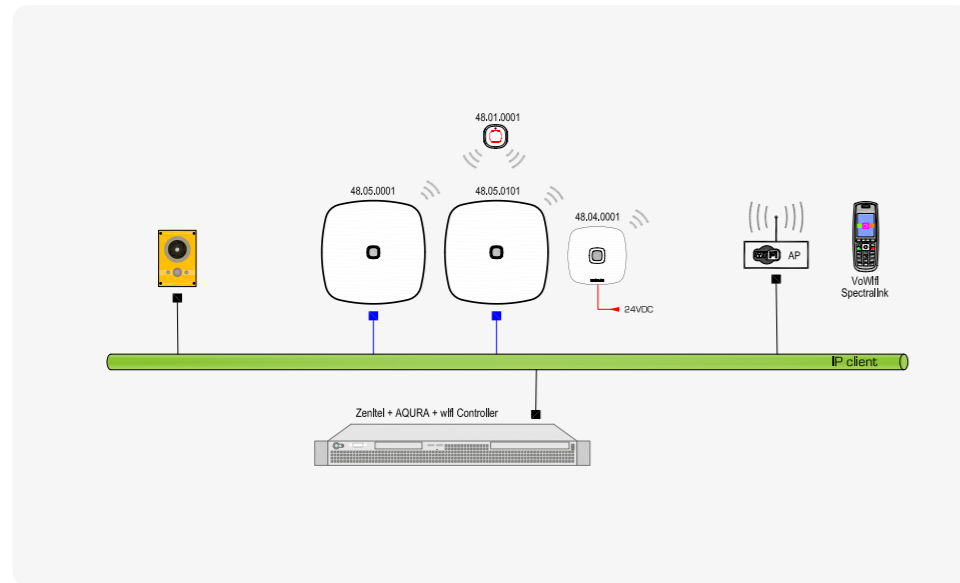 48.01.0001
48.05.0001
48.05.0101
48.04.0001
24VDC
AP
VoWifi
Spectralink
IP client
Zenitel + AQURA + wifi Controller